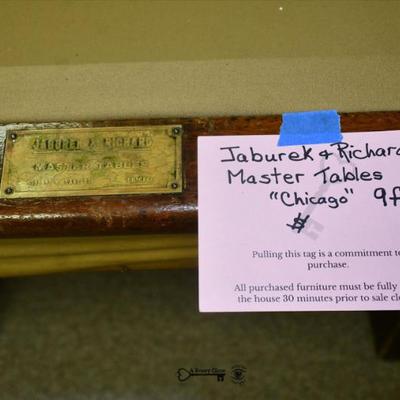 JABUREK & RICHARD
MASTER TABLES
Jaburek & Richard
Master Tables
"Chicago" 9f
$
Pulling this tag is a commitment to
purchase.
All purchased furniture must be fully
the house 30 minutes prior to sale